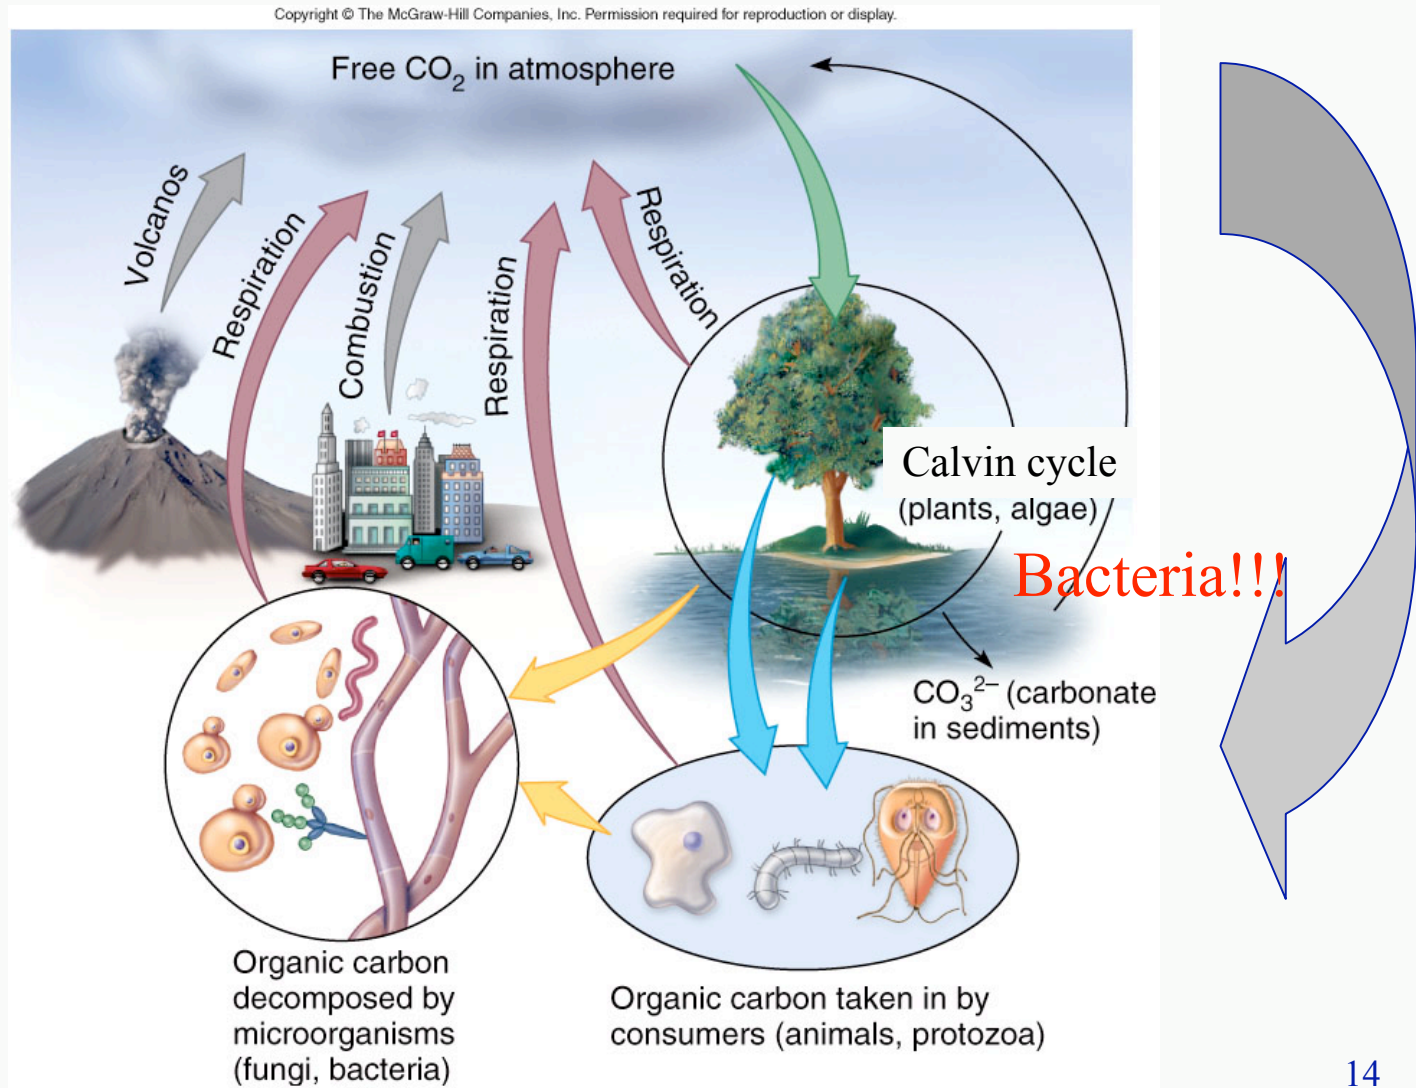 Copyright © The McGraw-Hill Companies, Inc. Permission required for reproduction or display.
Free CO₂ in atmosphere
Volcanos
Respiration
Combustion
Respiration
Respiration
Calvin cycle
(plants, algae)
Bacteria!!!
CO₃²⁻ (carbonate
in sediments)
Organic carbon
decomposed by
microorganisms
(fungi, bacteria)
Organic carbon taken in by
consumers (animals, protozoa)
14